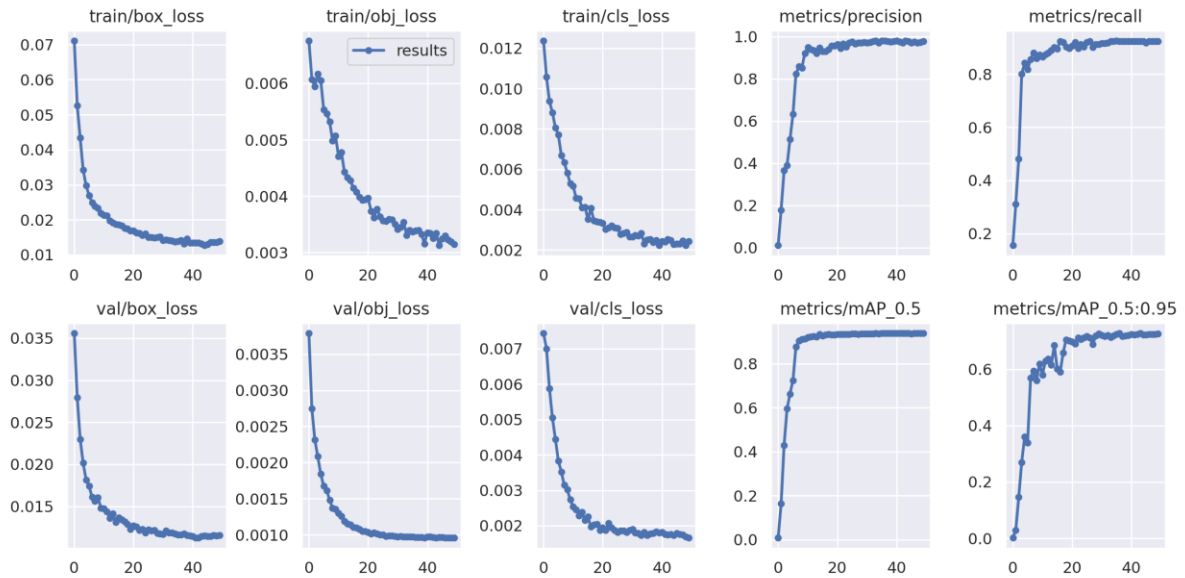 train/box_loss
train/obj_loss
train/cls_loss
metrics/precision
metrics/recall
0.07
0.06
0.05
0.04
0.03
0.02
0.01
0 20 40
results
0.006
0.005
0.004
0.003
0 20 40
0.012
0.010
0.008
0.006
0.004
0.002
0 20 40
1.0
0.8
0.6
0.4
0.2
0.0
0 20 40
0.8
0.6
0.4
0.2
0 20 40
val/box_loss
val/obj_loss
val/cls_loss
metrics/mAP_0.5
metrics/mAP_0.5:0.95
0.035
0.030
0.025
0.020
0.015
0 20 40
0.0035
0.0030
0.0025
0.0020
0.0015
0.0010
0 20 40
0.007
0.006
0.005
0.004
0.003
0.002
0 20 40
0.8
0.6
0.4
0.2
0.0
0 20 40
0.6
0.4
0.2
0.0
0 20 40